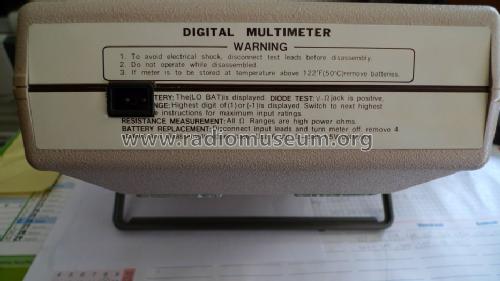 DIGITAL MULTIMETER
WARNING
1. To avoid electrical shock, disconnect test leads before disassembly.
2. Do not operate while disassembled.
3. If meter is to be stored at temperature above 122°F(50°C)remove batteries.
TERY: The[LO BAT]is displayed. DIODE TEST: V-Ω jack is positive.
NGE: Highest digit of(1)or(-1)is displayed Switch to next highest
e instructions for maximum input ratings.
RESISTANCE MEASUREMENT: All Ω Ranges are high power ohms.
BATTERY REPLACEMENT: Disconnect input leads and turn meter off, remove 4
www.radiomuseum.org